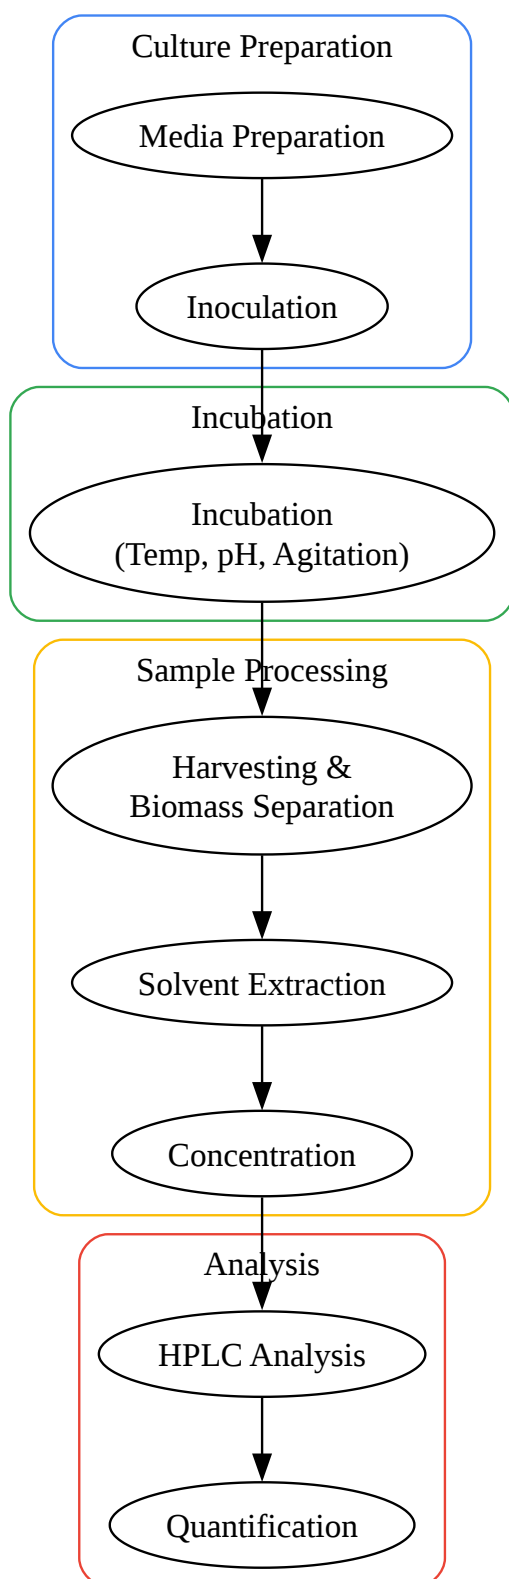 Culture Preparation
Media Preparation
Inoculation
Incubation
Incubation
(Temp, pH, Agitation)
Sample Processing
Harvesting &
Biomass Separation
Solvent Extraction
Concentration
Analysis
HPLC Analysis
Quantification